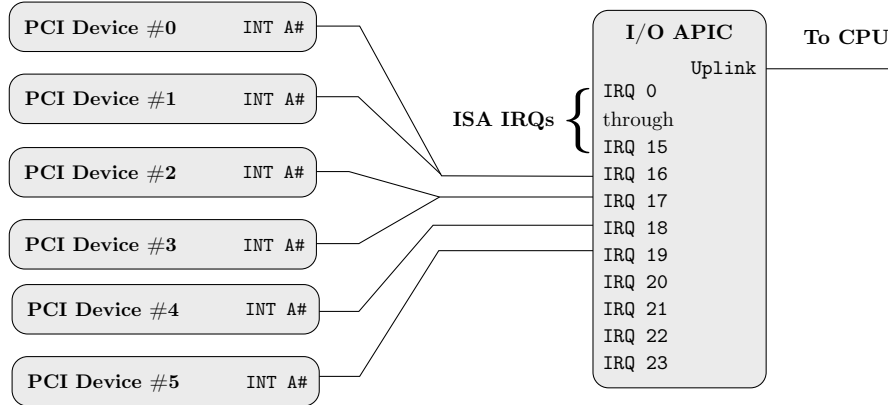 PCI Device #0 INT A#
PCI Device #1 INT A#
PCI Device #2 INT A#
PCI Device #3 INT A#
PCI Device #4 INT A#
PCI Device #5 INT A#
ISA IRQs
I/O APIC
Uplink
IRQ 0
through
IRQ 15
IRQ 16
IRQ 17
IRQ 18
IRQ 19
IRQ 20
IRQ 21
IRQ 22
IRQ 23
To CPU